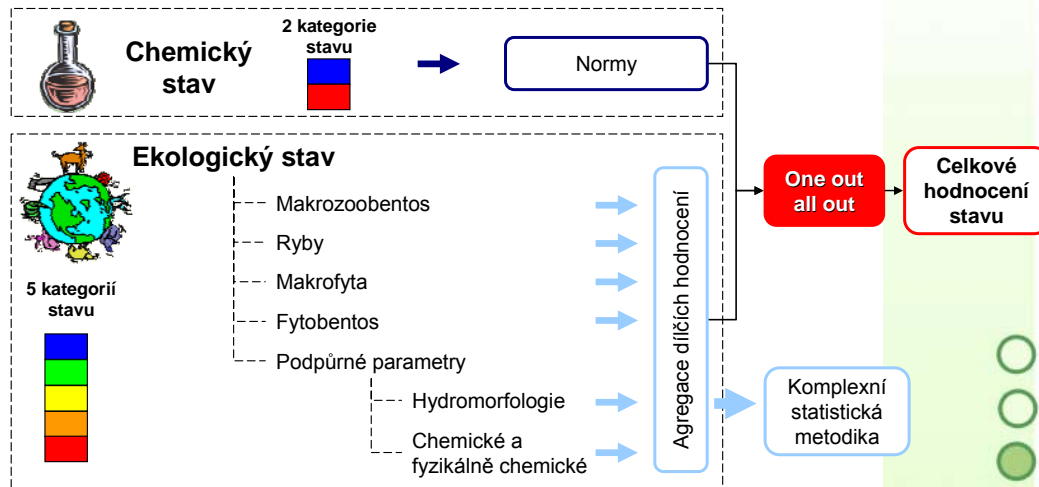 Chemický
stav
2 kategorie
stavu
Normy
Ekologický stav
Makrozoobentos
Ryby
Makrofyta
Fytobentos
Podpůrné parametry
Hydromorfologie
Chemické a
fyzikálně chemické
5 kategorií
stavu
Agregace dílčích hodnocení
One out
all out
Celkové
hodnocení
stavu
Komplexní
statistická
metodika